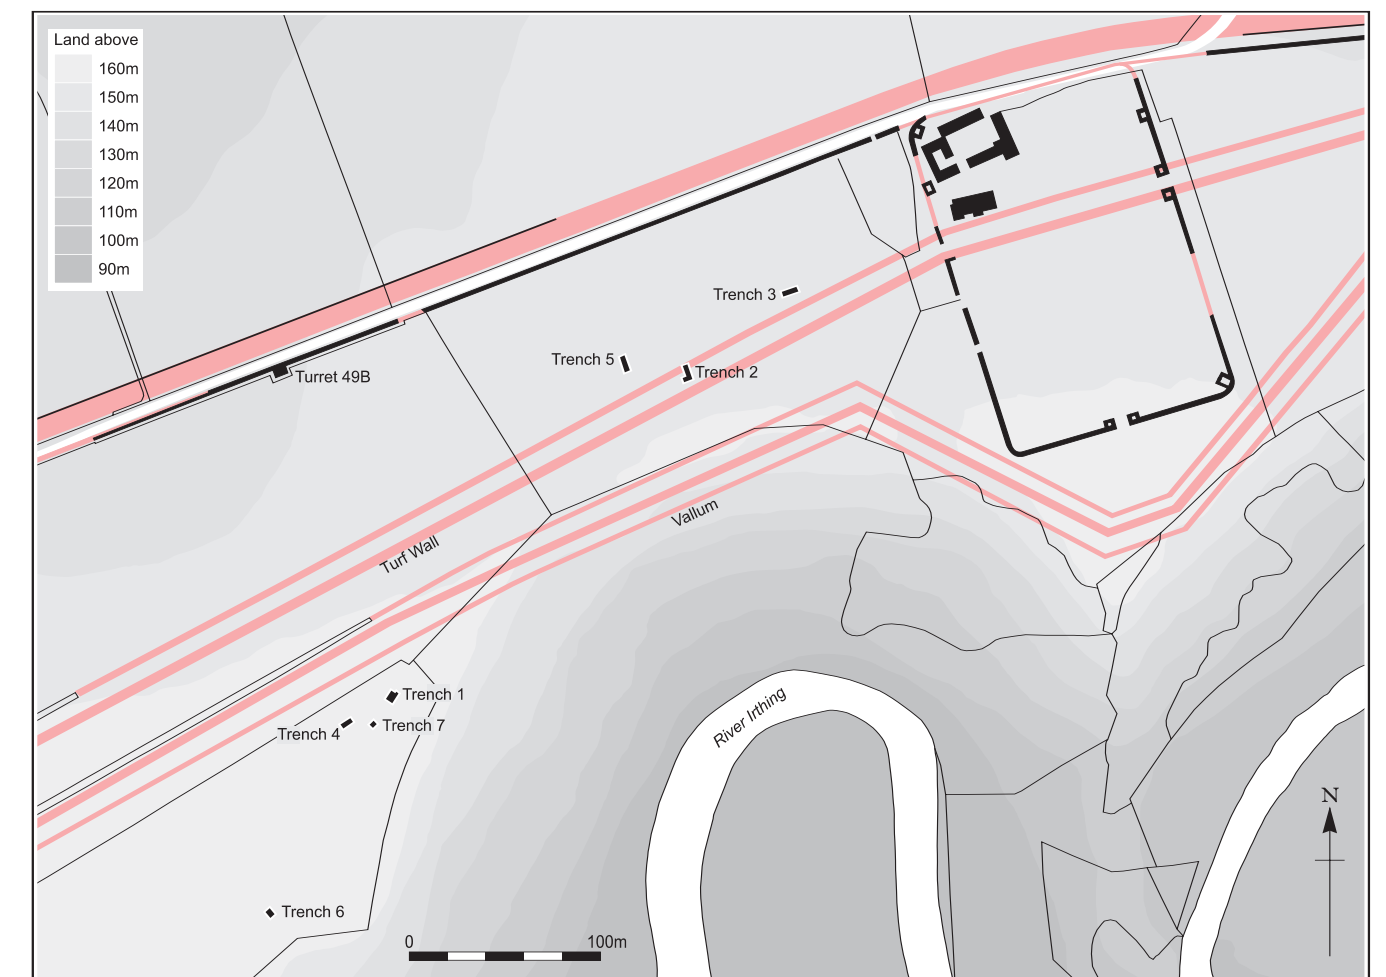 Land above
160m
150m
140m
130m
120m
110m
100m
90m
Trench 3
Trench 5
Trench 2
Turret 49B
Vallum
Turf Wall
Trench 1
Trench 7
Trench 4
River Irthing
N
Trench 6
0 100m